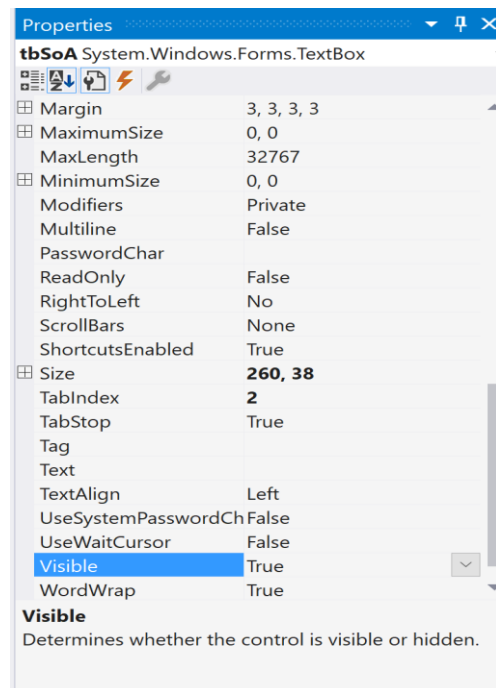 Properties
tbSoA System.Windows.Forms.TextBox
Margin 3, 3, 3, 3
MaximumSize 0, 0
MaxLength 32767
MinimumSize 0, 0
Modifiers Private
Multiline False
PasswordChar
ReadOnly False
RightToLeft No
ScrollBars None
ShortcutsEnabled True
Size 260, 38
TabIndex 2
TabStop True
Tag
Text
TextAlign Left
UseSystemPasswordCh False
UseWaitCursor False
Visible True
WordWrap True
Visible
Determines whether the control is visible or hidden.